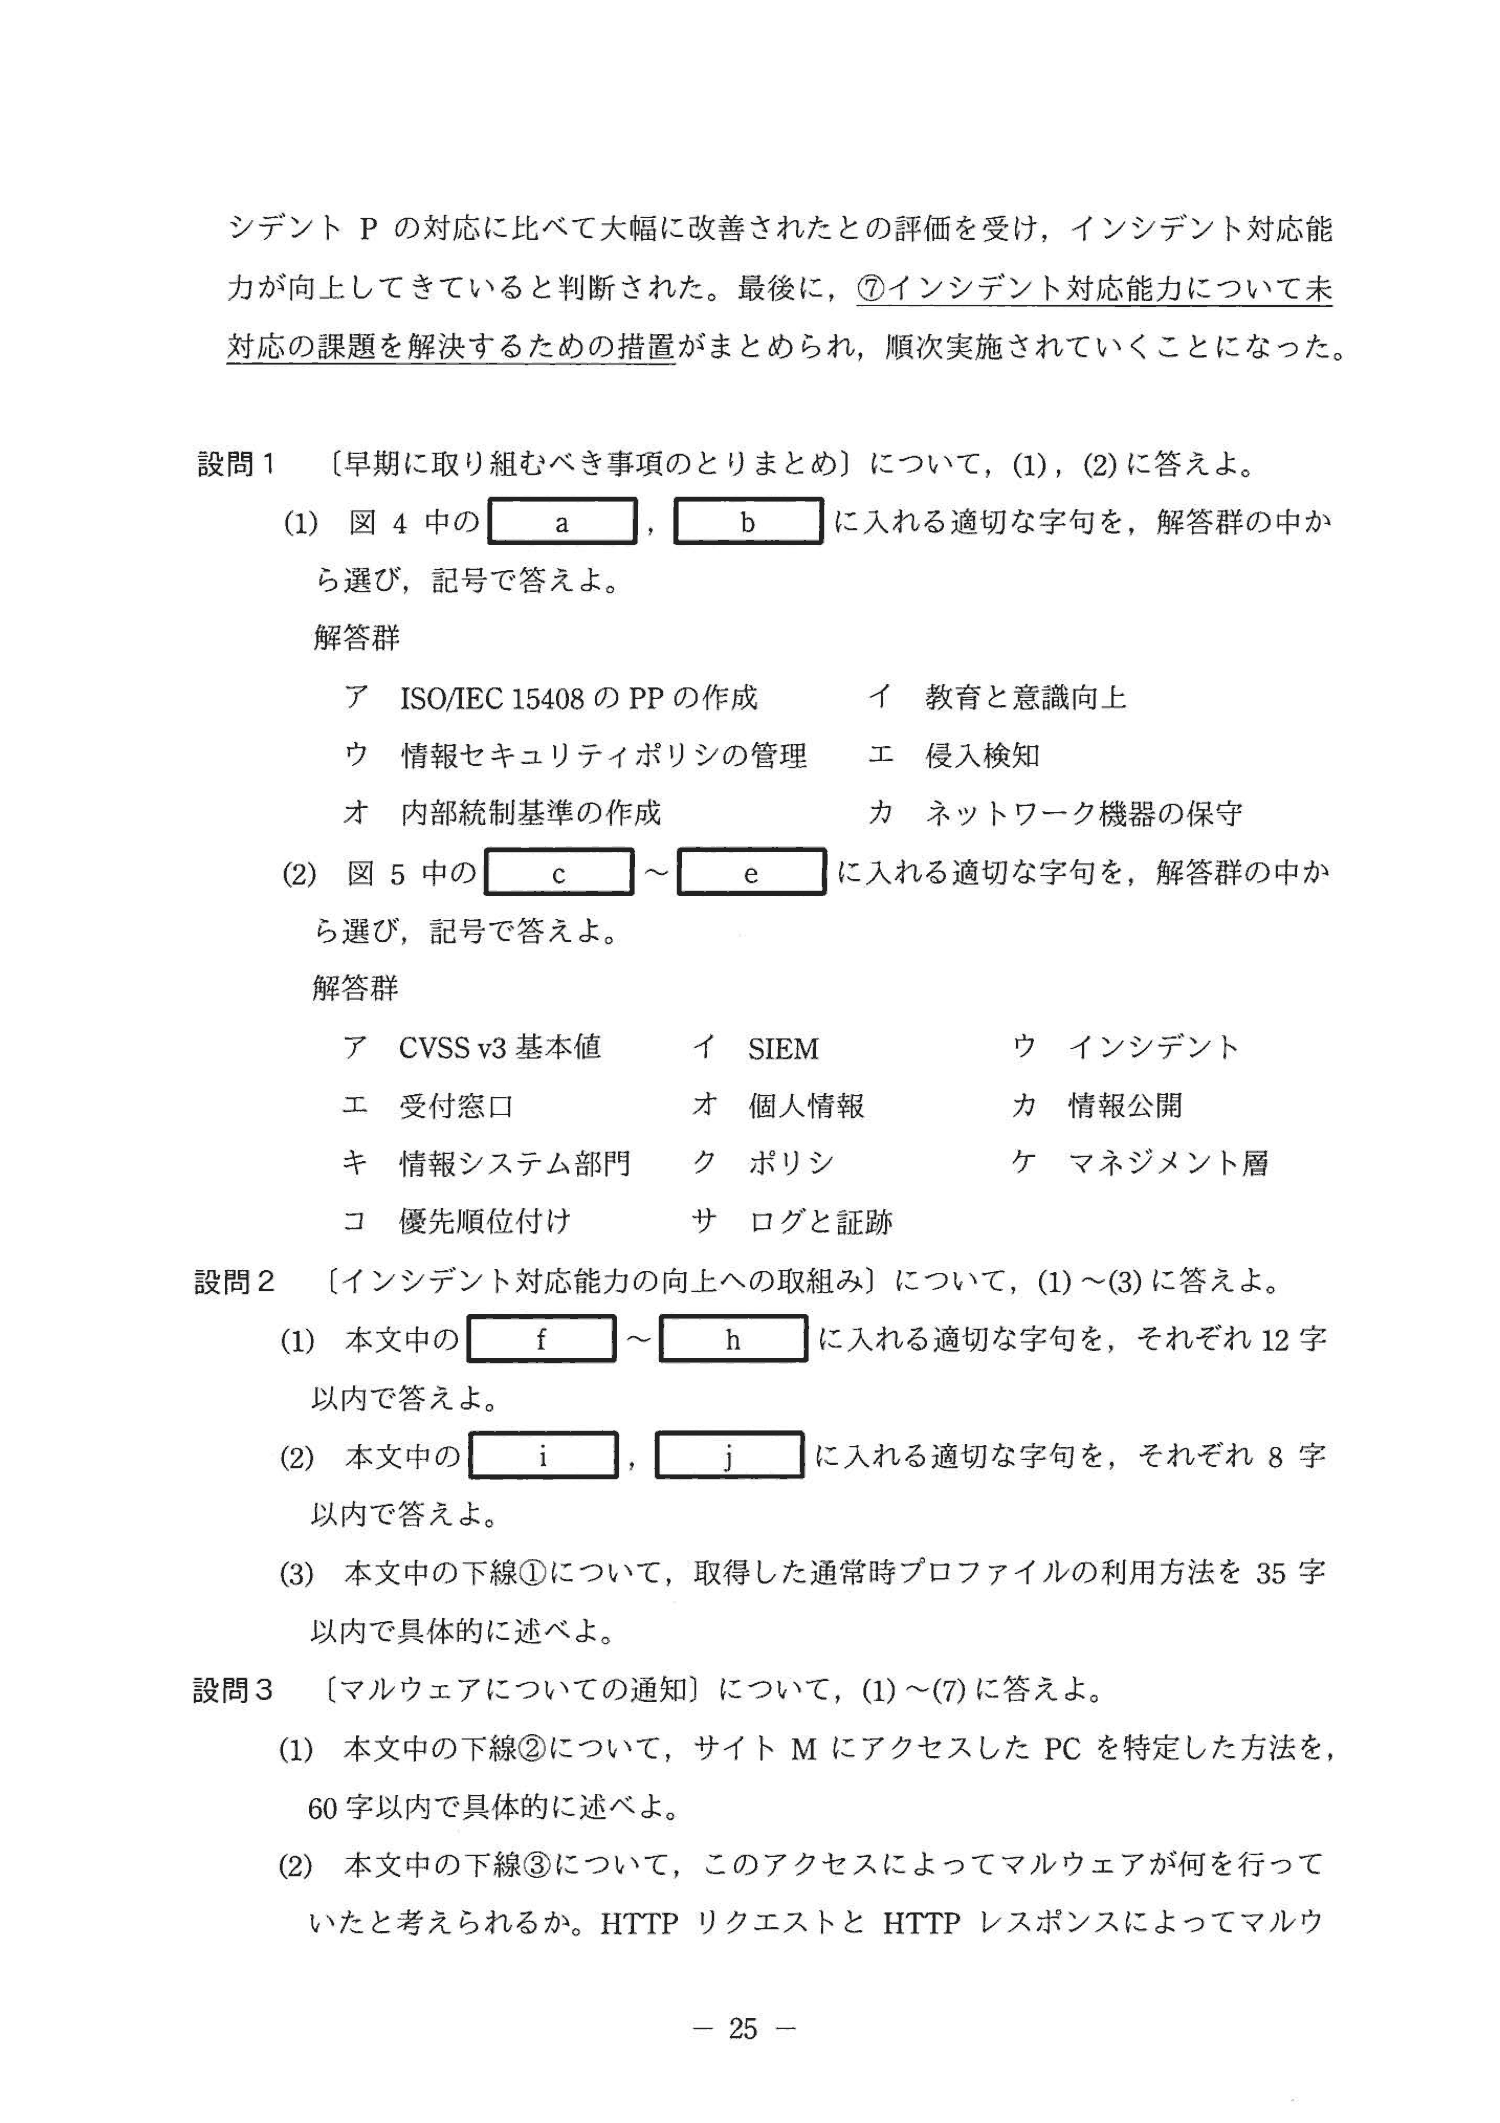 シデント P の対応に比べて大幅に改善されたとの評価を受け，インシデント対応能
力が向上してきていると判断された。最後に，⑦インシデント対応能力について未
対応の課題を解決するための措置がまとめられ，順次実施されていくことになった。
設問１　〔早期に取り組むべき事項のとりまとめ〕について，(1)，(2) に答えよ。
(1)　図 4 中の a ， b に入れる適切な字句を，解答群の中か
ら選び，記号で答えよ。
解答群
ア　ISO/IEC 15408 の PP の作成　イ　教育と意識向上
ウ　情報セキュリティポリシの管理　エ　侵入検知
オ　内部統制基準の作成　カ　ネットワーク機器の保守
(2)　図 5 中の c ～ e に入れる適切な字句を，解答群の中か
ら選び，記号で答えよ。
解答群
ア　CVSS v3 基本値　イ　SIEM　ウ　インシデント
エ　受付窓口　オ　個人情報　カ　情報公開
キ　情報システム部門　ク　ポリシ　ケ　マネジメント層
コ　優先順位付け　サ　ログと証跡
設問２　〔インシデント対応能力の向上への取組み〕について，(1) ～(3) に答えよ。
(1)　本文中の f ～ h に入れる適切な字句を，それぞれ 12 字
以内で答えよ。
(2)　本文中の i ， j に入れる適切な字句を，それぞれ 8 字
以内で答えよ。
(3)　本文中の下線①について，取得した通常時プロファイルの利用方法を 35 字
以内で具体的に述べよ。
設問３　〔マルウェアについての通知〕について，(1) ～(7) に答えよ。
(1)　本文中の下線②について，サイト M にアクセスした PC を特定した方法を，
60 字以内で具体的に述べよ。
(2)　本文中の下線③について，このアクセスによってマルウェアが何を行って
いたと考えられるか。HTTP リクエストと HTTP レスポンスによってマルウ
－ 25 －